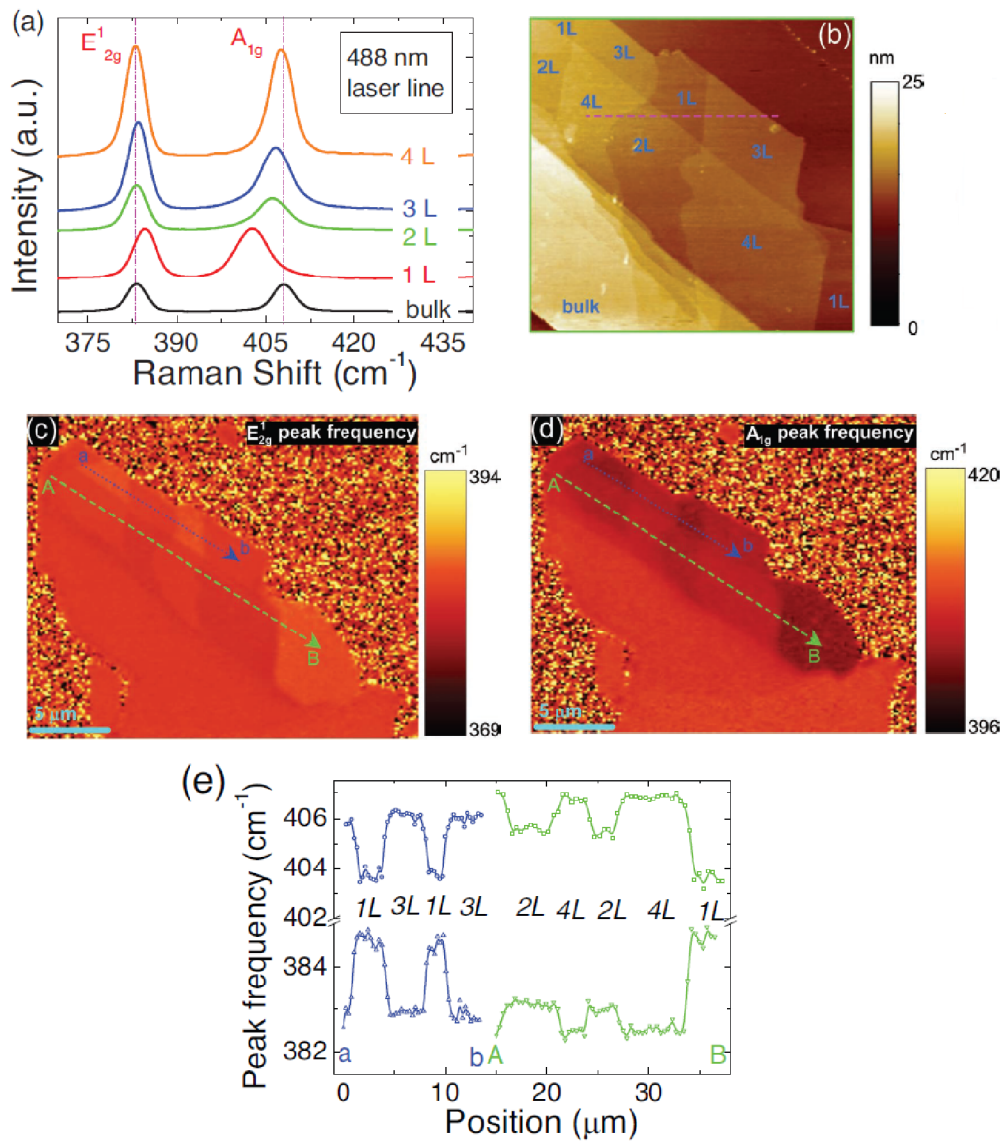 (a)
E¹₂g
A₁g
488 nm
laser line
4 L
3 L
2 L
1 L
bulk
Intensity (a.u.)
375 390 405 420 435
Raman Shift (cm⁻¹)
(b)
1L
2L
3L
4L
1L
2L
3L
4L
1L
bulk
nm
25
0
(c)
E¹₂g peak frequency
a
A
b
B
5 μm
cm⁻¹
394
369
(d)
A₁g peak frequency
a
A
b
B
5 μm
cm⁻¹
420
396
(e)
Peak frequency (cm⁻¹)
406
404
402
384
382
1L 3L 1L 3L 2L 4L 2L 4L 1L
a b A B
0 10 20 30
Position (μm)